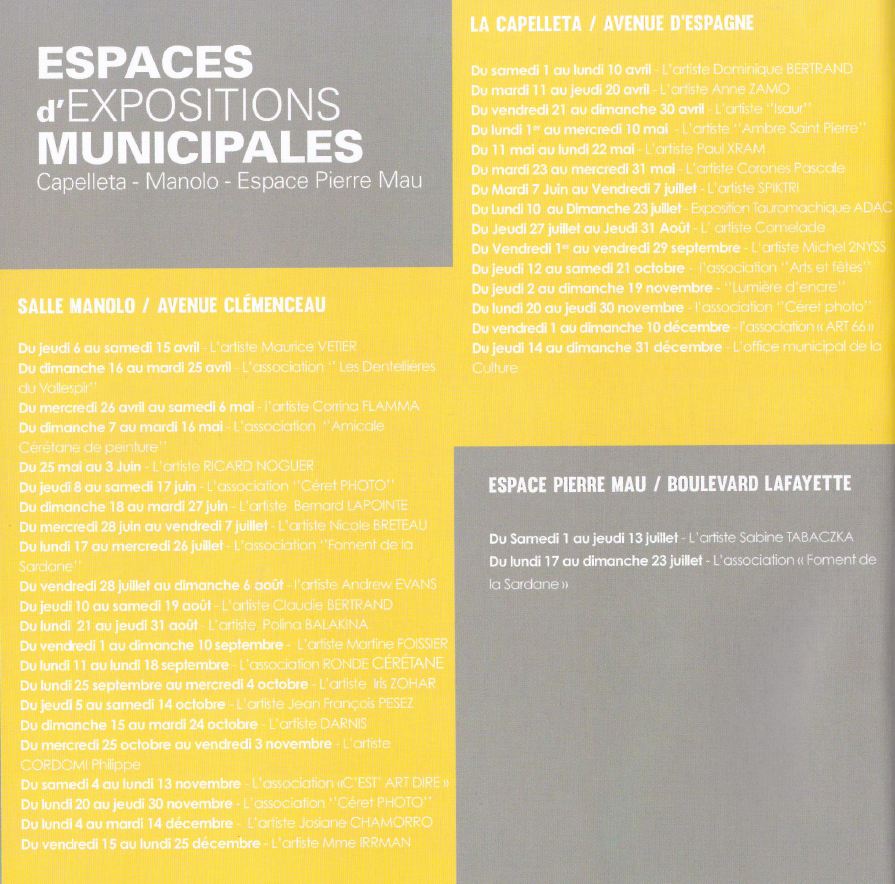 ESPACES
d'EXPOSITIONS
MUNICIPALES
Capelleta - Manolo - Espace Pierre Mau
SALLE MANOLO / AVENUE CLÉMENCEAU
Du jeudi 6 au samedi 15 avril - L'artiste Maurice VETIER
Du dimanche 16 au mardi 25 avril - L'association '' Les Dentellières
du Vallespir''
Du mercredi 26 avril au samedi 6 mai - l'artiste Corrina FLAMMA
Du dimanche 7 au mardi 16 mai - L'association ''Amicale
Cérétane de peinture''
Du 25 mai au 3 Juin - L'artiste RICARD NOGUER
Du jeudi 8 au samedi 17 juin - L'association ''Céret PHOTO''
Du dimanche 18 au mardi 27 juin - L'artiste Bernard LAPOINTE
Du mercredi 28 juin au vendredi 7 juillet - L'artiste Nicole BRETEAU
Du lundi 17 au mercredi 26 juillet - L'association ''Foment de la
Sardane''
Du vendredi 28 juillet au dimanche 6 août - l'artiste Andrew EVANS
Du jeudi 10 au samedi 19 août - L'artiste Claudie BERTRAND
Du lundi 21 au jeudi 31 août - L'artiste Polina BALAKINA
Du vendredi 1 au dimanche 10 septembre - L'artiste Martine POISSIER
Du lundi 11 au lundi 18 septembre - L'association RONDE CÉRÉTANE
Du lundi 25 septembre au mercredi 4 octobre - L'artiste Iris ZOHAR
Du jeudi 5 au samedi 14 octobre - L'artiste Jean François PESEZ
Du dimanche 15 au mardi 24 octobre - L'artiste DARNIS
Du mercredi 25 octobre au vendredi 3 novembre - L'artiste
CORDOMI Philippe
Du samedi 4 au lundi 13 novembre - L'association «C'EST' ART DIRE »
Du lundi 20 au jeudi 30 novembre - L'association ''Céret PHOTO''
Du lundi 4 au mardi 14 décembre - L'artiste Josiane CHAMORRO
Du vendredi 15 au lundi 25 décembre - L'artiste Mme IRRMAN
LA CAPELLETA / AVENUE D'ESPAGNE
Du samedi 1 au lundi 10 avril - L'artiste Dominique BERTRAND
Du mardi 11 au jeudi 20 avril - L'artiste Anne ZAMO
Du vendredi 21 au dimanche 30 avril - L'artiste ''Isaur''
Du lundi 1er au mercredi 10 mai - L'artiste ''Ambre Saint Pierre''
Du 11 mai au lundi 22 mai - L'artiste Paul XRAM
Du mardi 23 au mercredi 31 mai - L'artiste Corones Pascale
Du Mardi 7 Juin au Vendredi 7 juillet - L'artiste SPIKTRI
Du Lundi 10 au Dimanche 23 juillet - Exposition Tauromachique ADAC
Du Jeudi 27 juillet au Jeudi 31 Août - L' artiste Comelade
Du Vendredi 1er au vendredi 29 septembre - L'artiste Michel 2NYSS
Du jeudi 12 au samedi 21 octobre - l'association ''Arts et fêtes''
Du jeudi 2 au dimanche 19 novembre - ''Lumière d'encre''
Du lundi 20 au jeudi 30 novembre - l'association ''Céret photo''
Du vendredi 1 au dimanche 10 décembre - l'association « ART 66 »
Du jeudi 14 au dimanche 31 décembre - L'office municipal de la
Culture
ESPACE PIERRE MAU / BOULEVARD LAFAYETTE
Du Samedi 1 au jeudi 13 juillet - L'artiste Sabine TABACZKA
Du lundi 17 au dimanche 23 juillet - L'association « Foment de
la Sardane »